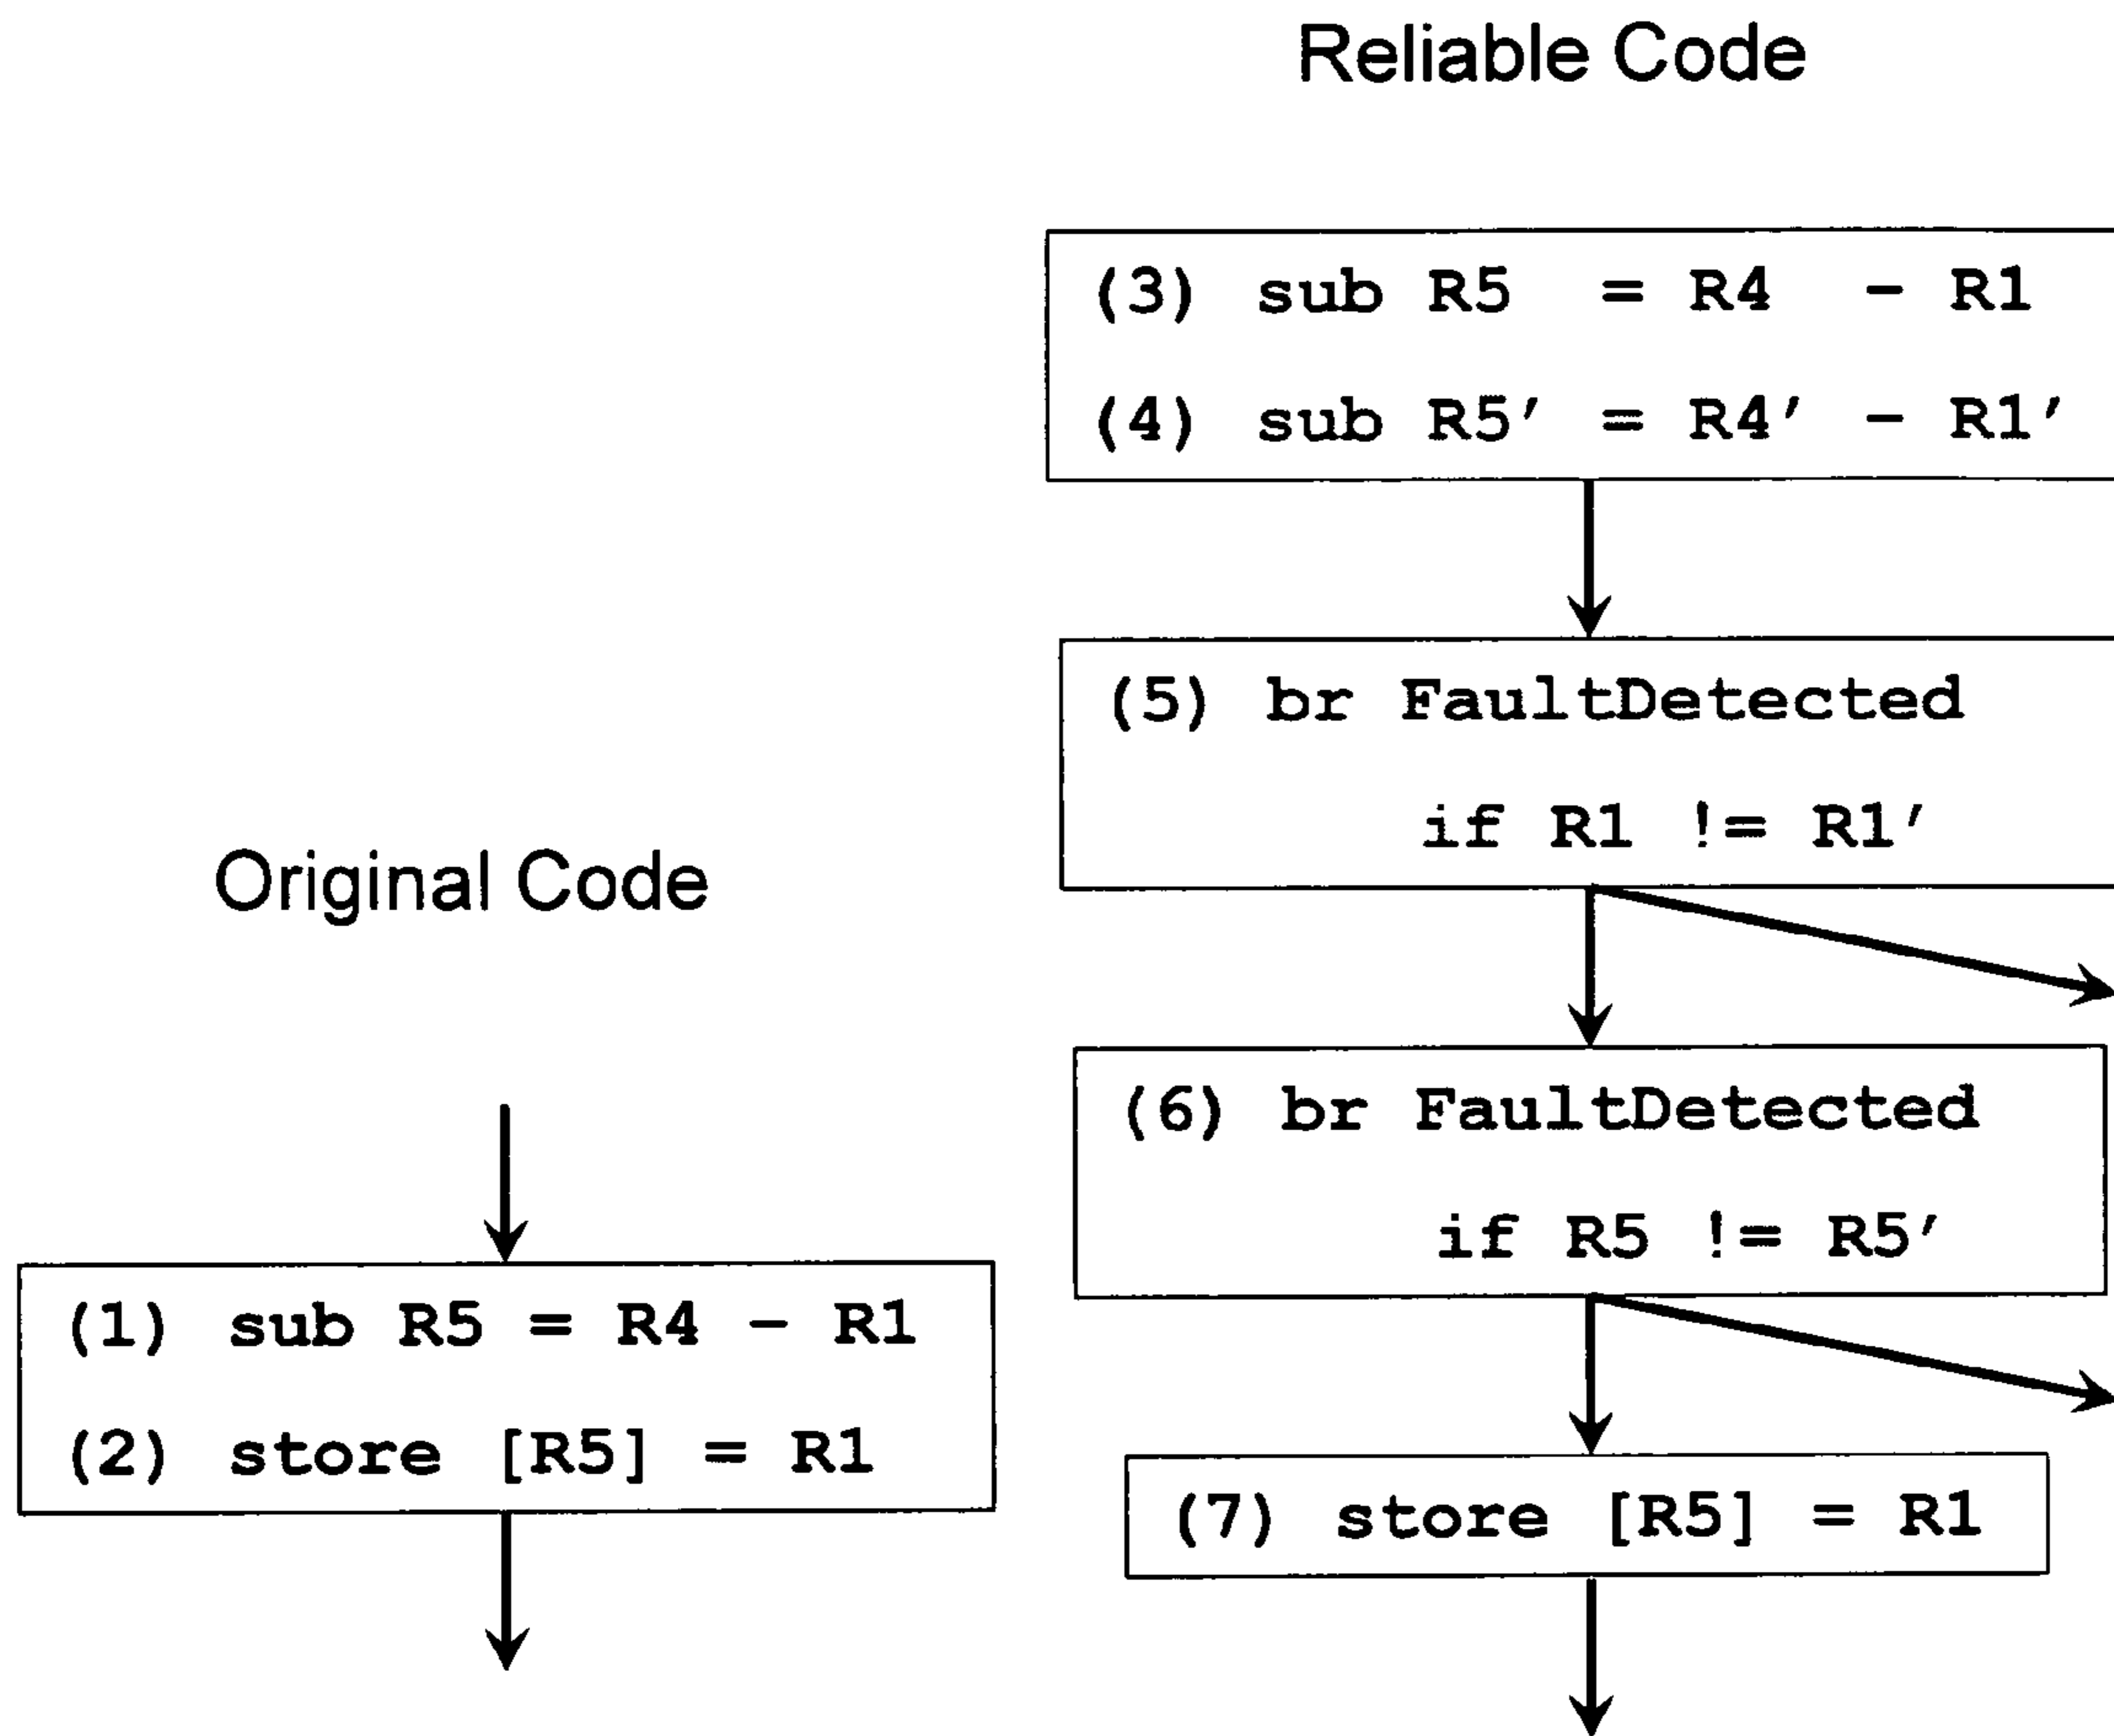 Reliable Code
(3) sub R5 = R4 - R1
(4) sub R5' = R4' - R1'
(5) br FaultDetected
if R1 != R1'
(6) br FaultDetected
if R5 != R5'
(7) store [R5] = R1
Original Code
(1) sub R5 = R4 - R1
(2) store [R5] = R1